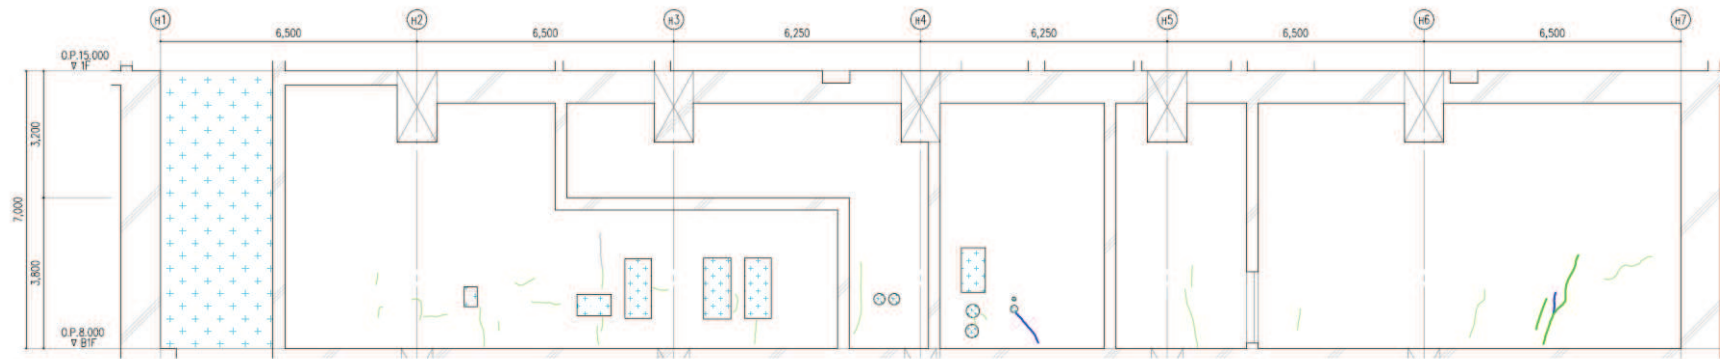 H1 H2 H3 H4 H5 H6 H7
6,500 6,500 6,250 6,250 6,500 6,500
O.P.15,000
▽ 1F
3,200
7,000
3,800
O.P.8,000
▽ B1F